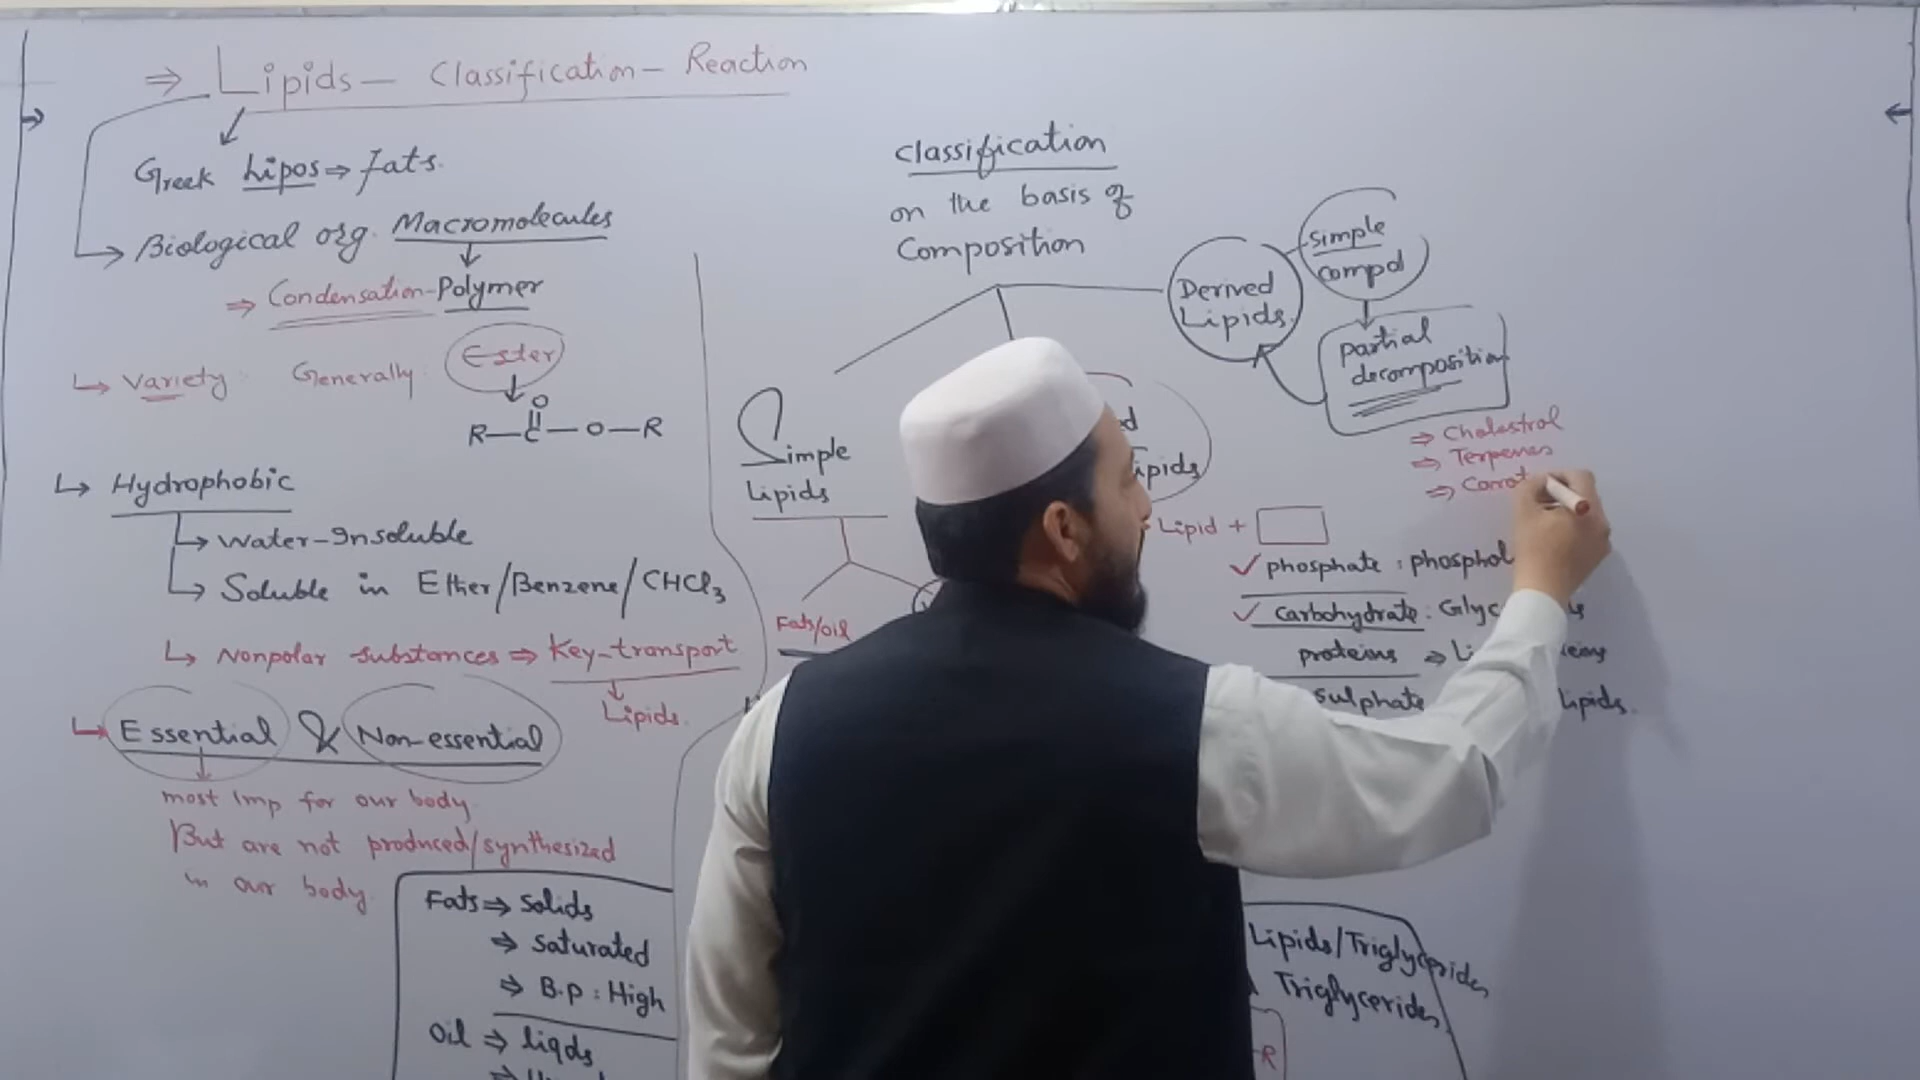 ⇒ Lipids - Classification - Reaction
Greek Lipos ⇒ fats.
Biological org. Macromolecules
⇒ Condensation-Polymer
↳ Variety: Generally: Ester
O
R-C-O-R
↳ Hydrophobic
↳ Water-Insoluble
↳ Soluble in Ether/Benzene/CHCl3
↳ Nonpolar substances ⇒ Key-transport
Lipids.
↳ Essential & Non-essential
most imp for our body
But are not produced/synthesized
in our body.
Fats ⇒ Solids
⇒ Saturated
⇒ B.p : High
Oil ⇒ liqds
Classification
on the basis of
Composition
Simple
Lipids
Fats/oil
Derived
Lipids.
Simple
compd
partial
decomposition
⇒ Cholestrol
⇒ Terpenes
Lipid +
✓ phosphate :
✓ Carbohydrate :
proteins ⇒
sulphate
lipids.
Lipids/Triglycerides
Triglycerides
R